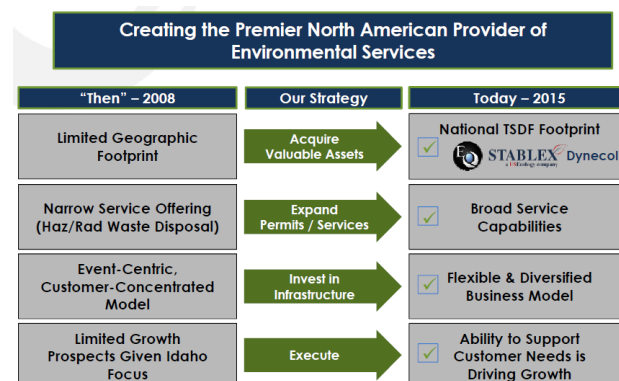 Creating the Premier North American Provider of
Environmental Services
“Then” – 2008
Our Strategy
Today – 2015
Limited Geographic
Footprint
Acquire
Valuable Assets
National TSDF Footprint
EQ STABLEX Dynecol
a US Ecology company
Narrow Service Offering
(Haz/Rad Waste Disposal)
Expand
Permits / Services
Broad Service
Capabilities
Event-Centric,
Customer-Concentrated
Model
Invest in
Infrastructure
Flexible & Diversified
Business Model
Limited Growth
Prospects Given Idaho
Focus
Execute
Ability to Support
Customer Needs is
Driving Growth